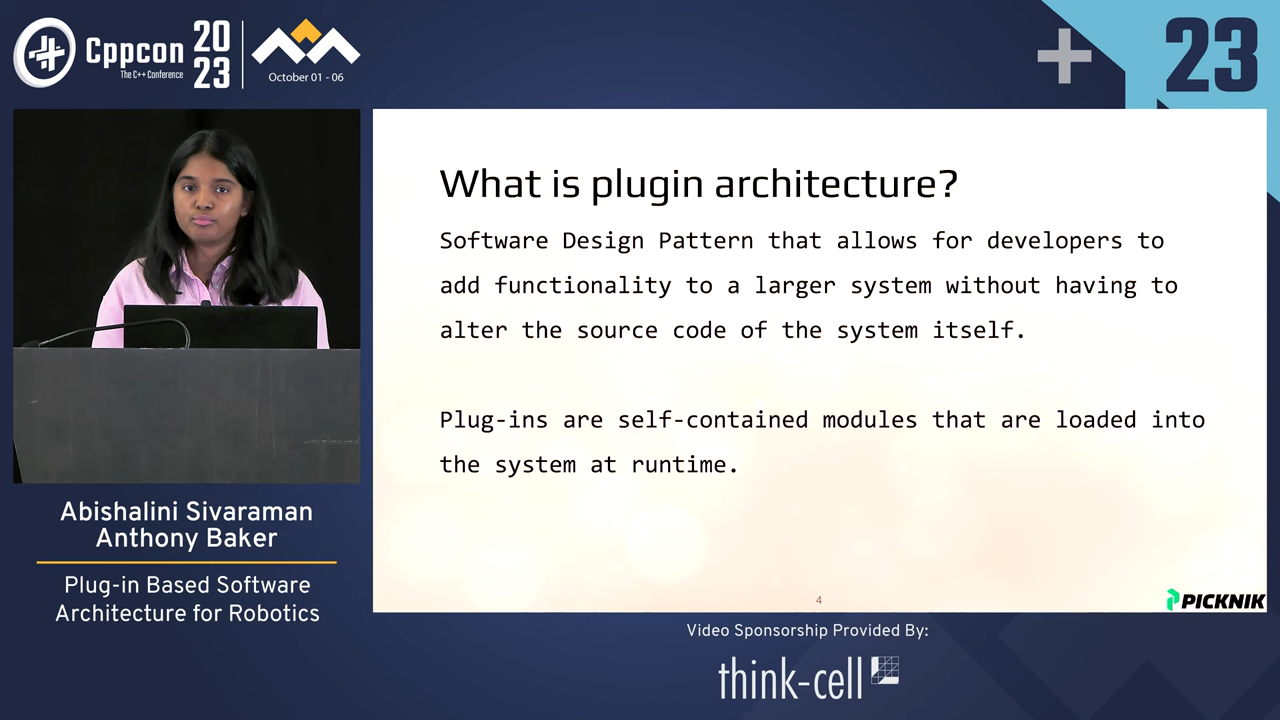 Cppcon
The C++ Conference
20
23
October 01 - 06
23
What is plugin architecture?
Software Design Pattern that allows for developers to
add functionality to a larger system without having to
alter the source code of the system itself.
Plug-ins are self-contained modules that are loaded into
the system at runtime.
4
PICKNIK
Abishalini Sivaraman
Anthony Baker
Plug-in Based Software
Architecture for Robotics
Video Sponsorship Provided By:
think-cell